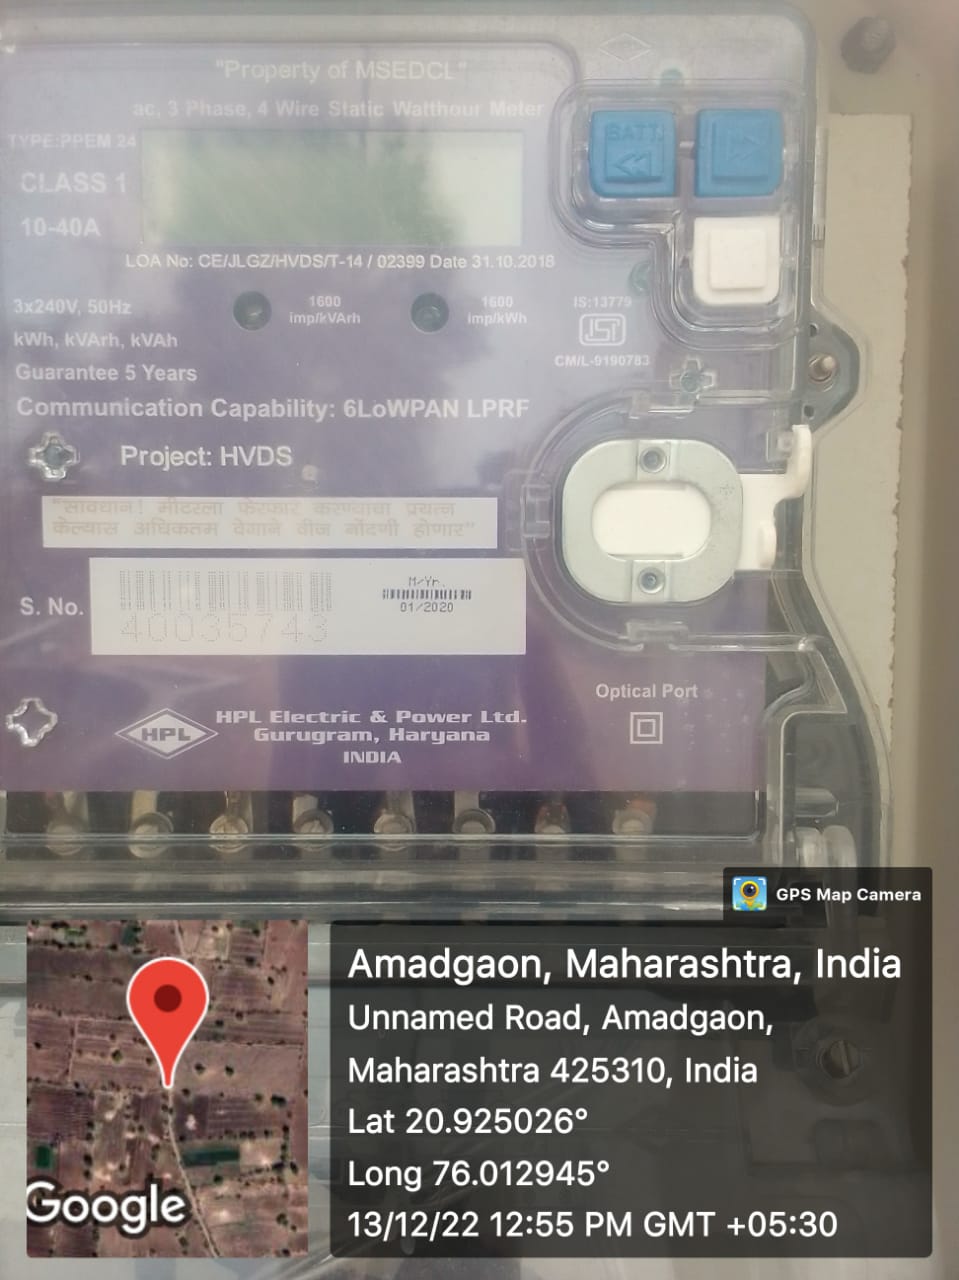 "Property of MSEDCL"
ac, 3 Phase, 4 Wire Static Watthour Meter
TYPE:PPEM 24
CLASS 1
10-40A
BATT.
LOA No: CE/JLGZ/HVDS/T-14 / 02399 Date 31.10.2018
3x240V, 50Hz
1600
imp/kVArh
1600
imp/kWh
IS:13779
kWh, kVArh, kVAh
ISI
CM/L-9190783
Guarantee 5 Years
Communication Capability: 6LoWPAN LPRF
Project: HVDS
"सावधान! मीटरला फेरफार करण्याचा प्रयत्न
केल्यास अधिकतम वेगाने वीज नोंदणी होणार"
S. No.
40035743
M/Yr.
01/2020
Optical Port
HPL
HPL Electric & Power Ltd.
Gurugram, Haryana
INDIA
GPS Map Camera
Amadgaon, Maharashtra, India
Unnamed Road, Amadgaon,
Maharashtra 425310, India
Lat 20.925026°
Long 76.012945°
13/12/22 12:55 PM GMT +05:30
Google